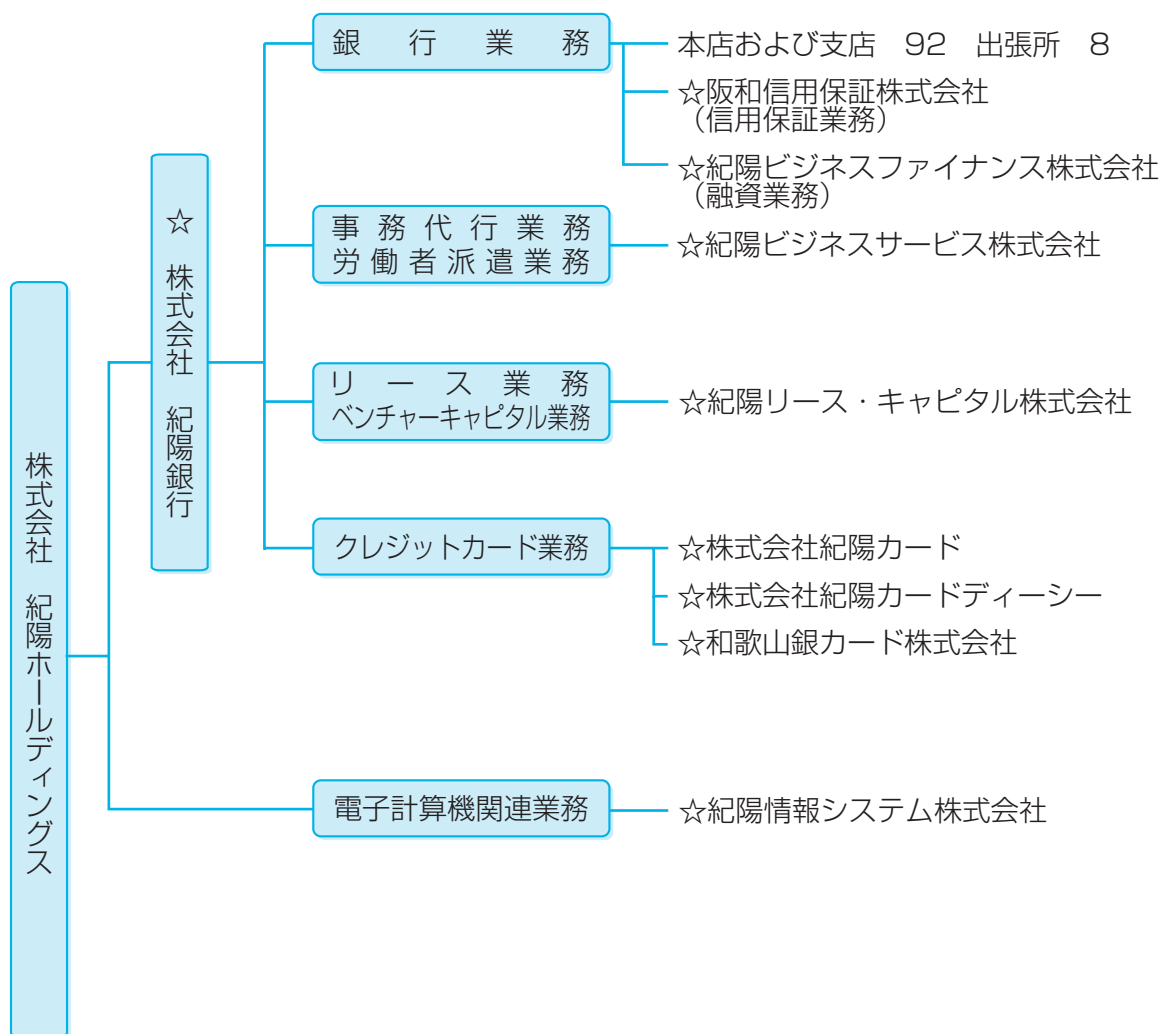 株式会社 紀陽ホールディングス
☆ 株式会社 紀陽銀行
銀行業務
本店および支店 92 出張所 8
☆阪和信用保証株式会社
(信用保証業務)
☆紀陽ビジネスファイナンス株式会社
(融資業務)
事務代行業務
労働者派遣業務
☆紀陽ビジネスサービス株式会社
リース業務
ベンチャーキャピタル業務
☆紀陽リース・キャピタル株式会社
クレジットカード業務
☆株式会社紀陽カード
☆株式会社紀陽カードディーシー
☆和歌山銀カード株式会社
電子計算機関連業務
☆紀陽情報システム株式会社